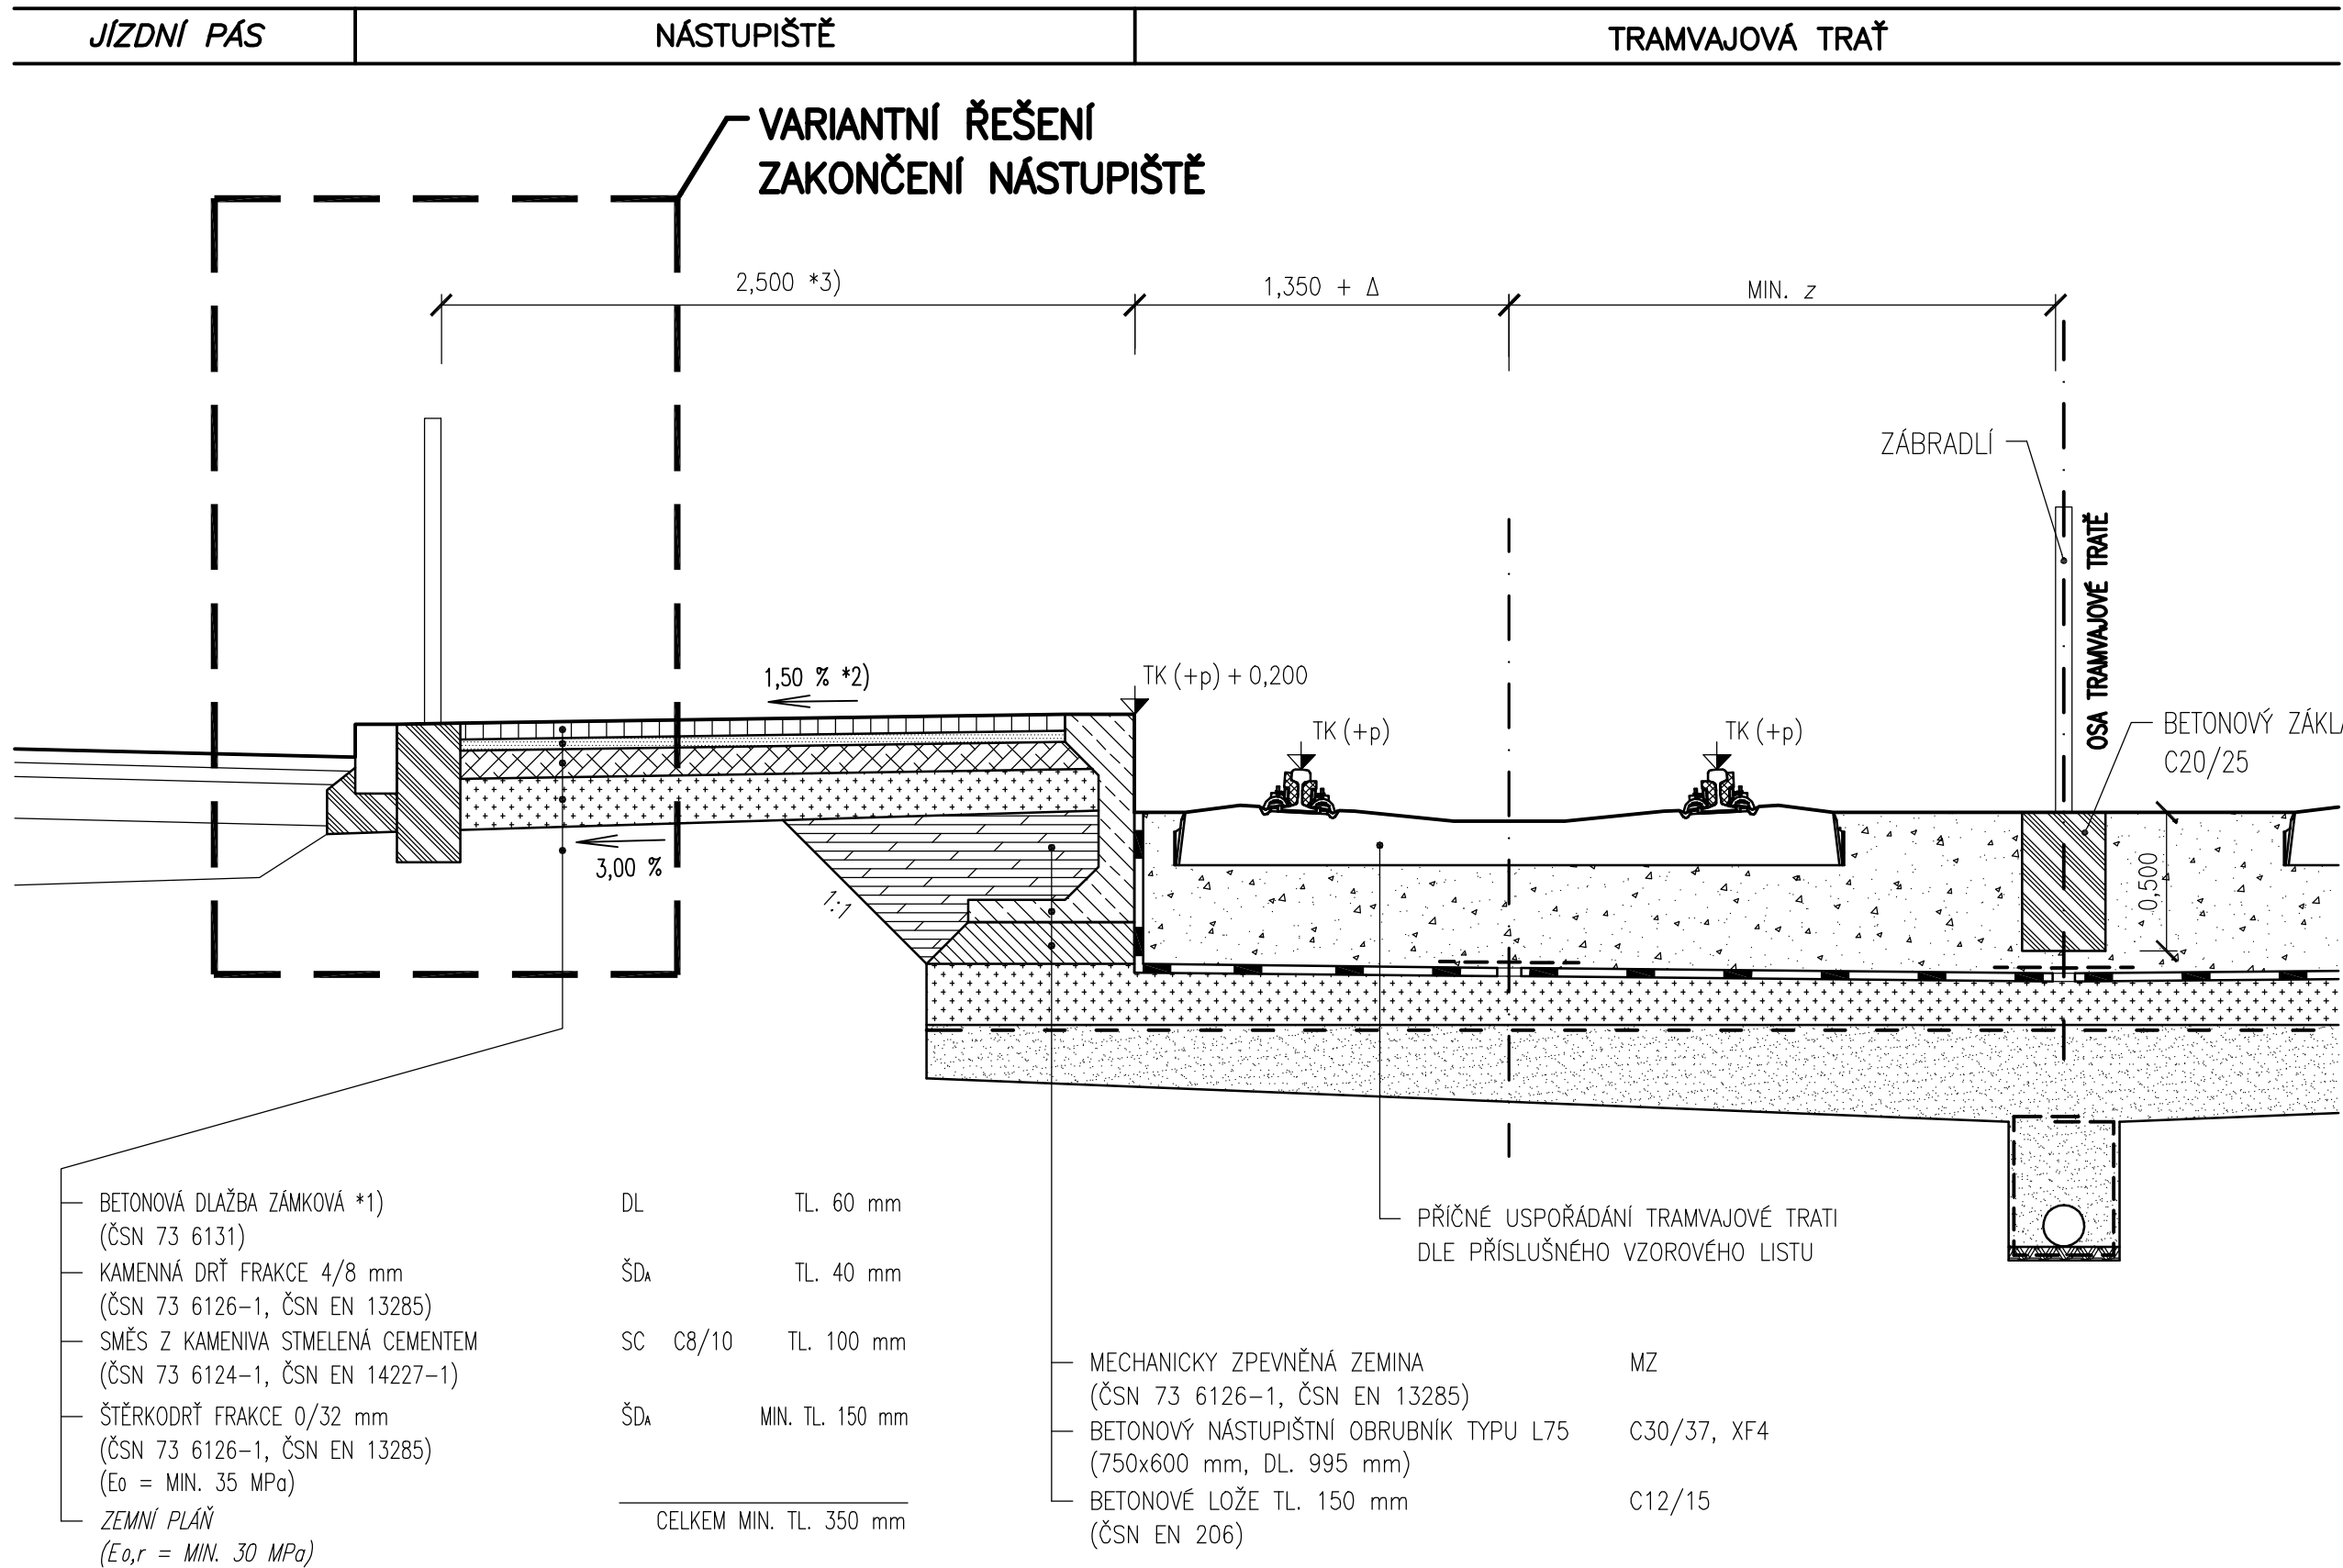 JÍZDNÍ PÁS
NÁSTUPIŠTĚ
TRAMVAJOVÁ TRAŤ
VARIANTNÍ ŘEŠENÍ
ZAKONČENÍ NÁSTUPIŠTĚ
2,500 *3)
1,350 + Δ
MIN. z
ZÁBRADLÍ
OSA TRAMVAJOVÉ TRATĚ
1,50 % *2)
TK (+p) + 0,200
TK (+p)
TK (+p)
BETONOVÝ
C20/25
3,00 %
1:1
0,500
BETONOVÁ DLAŽBA ZÁMKOVÁ *1) DL TL. 60 mm
(ČSN 73 6131)
KAMENNÁ DRŤ FRAKCE 4/8 mm ŠDA TL. 40 mm
(ČSN 73 6126-1, ČSN EN 13285)
SMĚS Z KAMENIVA STMELENÁ CEMENTEM SC C8/10 TL. 100 mm
(ČSN 73 6124-1, ČSN EN 14227-1)
ŠTĚRKODRŤ FRAKCE 0/32 mm ŠDA MIN. TL. 150 mm
(ČSN 73 6126-1, ČSN EN 13285)
(Eo = MIN. 35 MPa)
ZEMNÍ PLÁŇ
(Eo,r = MIN. 30 MPa)
CELKEM MIN. TL. 350 mm
PŘÍČNÉ USPOŘÁDÁNÍ TRAMVAJOVÉ TRATI
DLE PŘÍSLUŠNÉHO VZOROVÉHO LISTU
MECHANICKY ZPEVNĚNÁ ZEMINA MZ
(ČSN 73 6126-1, ČSN EN 13285)
BETONOVÝ NÁSTUPIŠTNÍ OBRUBNÍK TYPU L75 C30/37, XF4
(750x600 mm, DL. 995 mm)
BETONOVÉ LOŽE TL. 150 mm C12/15
(ČSN EN 206)